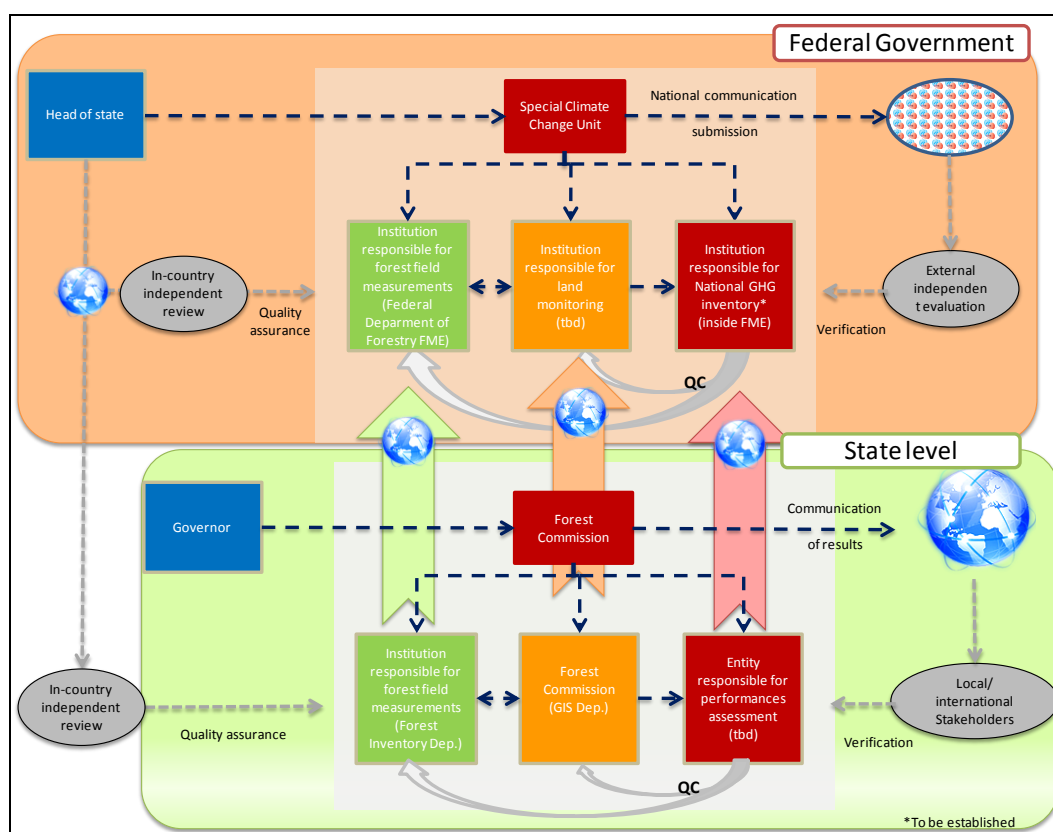 Federal Government
Head of state
Special Climate
Change Unit
National communication
submission
Institution
responsible for
forest field
measurements
(Federal
Deparment of
Forestry FME)
Institution
responsible for
land
monitoring
(tbd)
Institution
responsible for
National GHG
inventory*
(inside FME)
In-country
independent
review
Quality
assurance
External
independen
t evaluation
Verification
QC
State level
Governor
Forest
Commission
Communication
of results
Institution
responsible for
forest field
measurements
(Forest
Inventory Dep.)
Forest
Commission
(GIS Dep.)
Entity
responsible for
performances
assessment
(tbd)
In-country
independent
review
Quality assurance
Local/
international
Stakeholders
Verification
QC
*To be established